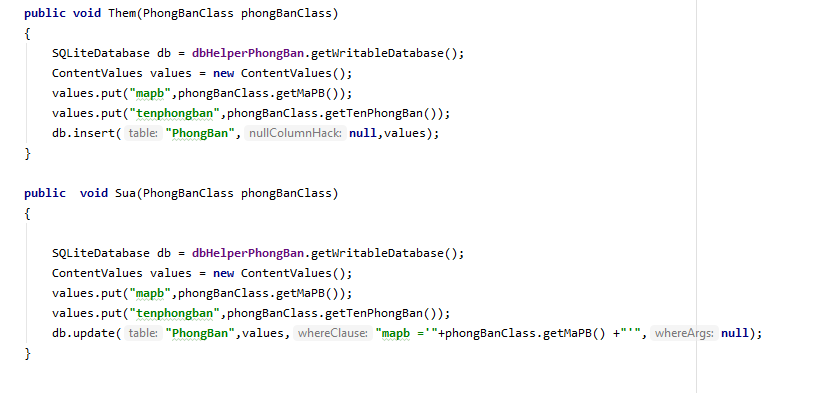 public void Them(PhongBanClass phongBanClass)
{
SQLiteDatabase db = dbHelperPhongBan.getWritableDatabase();
ContentValues values = new ContentValues();
values.put("mapb",phongBanClass.getMaPB());
values.put("tenphongban",phongBanClass.getTenPhongBan());
db.insert( table: "PhongBan", nullColumnHack: null,values);
}
public  void Sua(PhongBanClass phongBanClass)
{
SQLiteDatabase db = dbHelperPhongBan.getWritableDatabase();
ContentValues values = new ContentValues();
values.put("mapb",phongBanClass.getMaPB());
values.put("tenphongban",phongBanClass.getTenPhongBan());
db.update( table: "PhongBan",values, whereClause: "mapb ='"+phongBanClass.getMaPB() +"'", whereArgs: null);
}